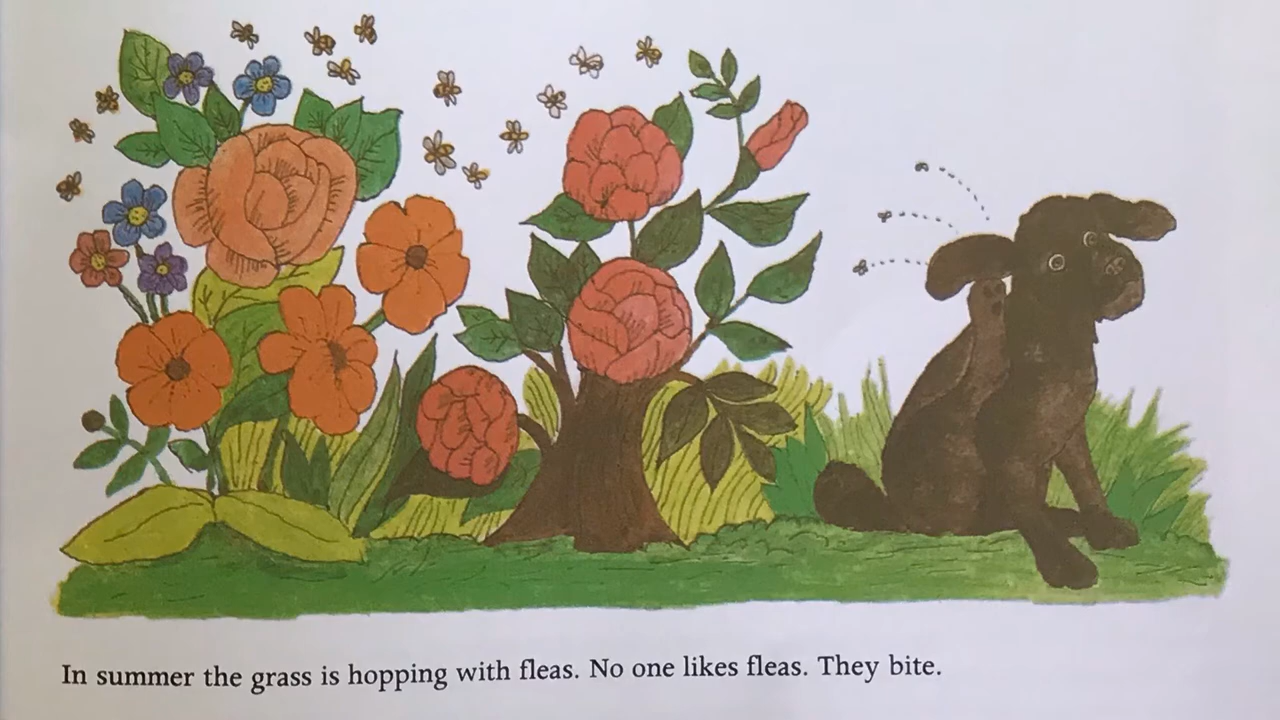 In summer the grass is hopping with fleas. No one likes fleas. They bite.